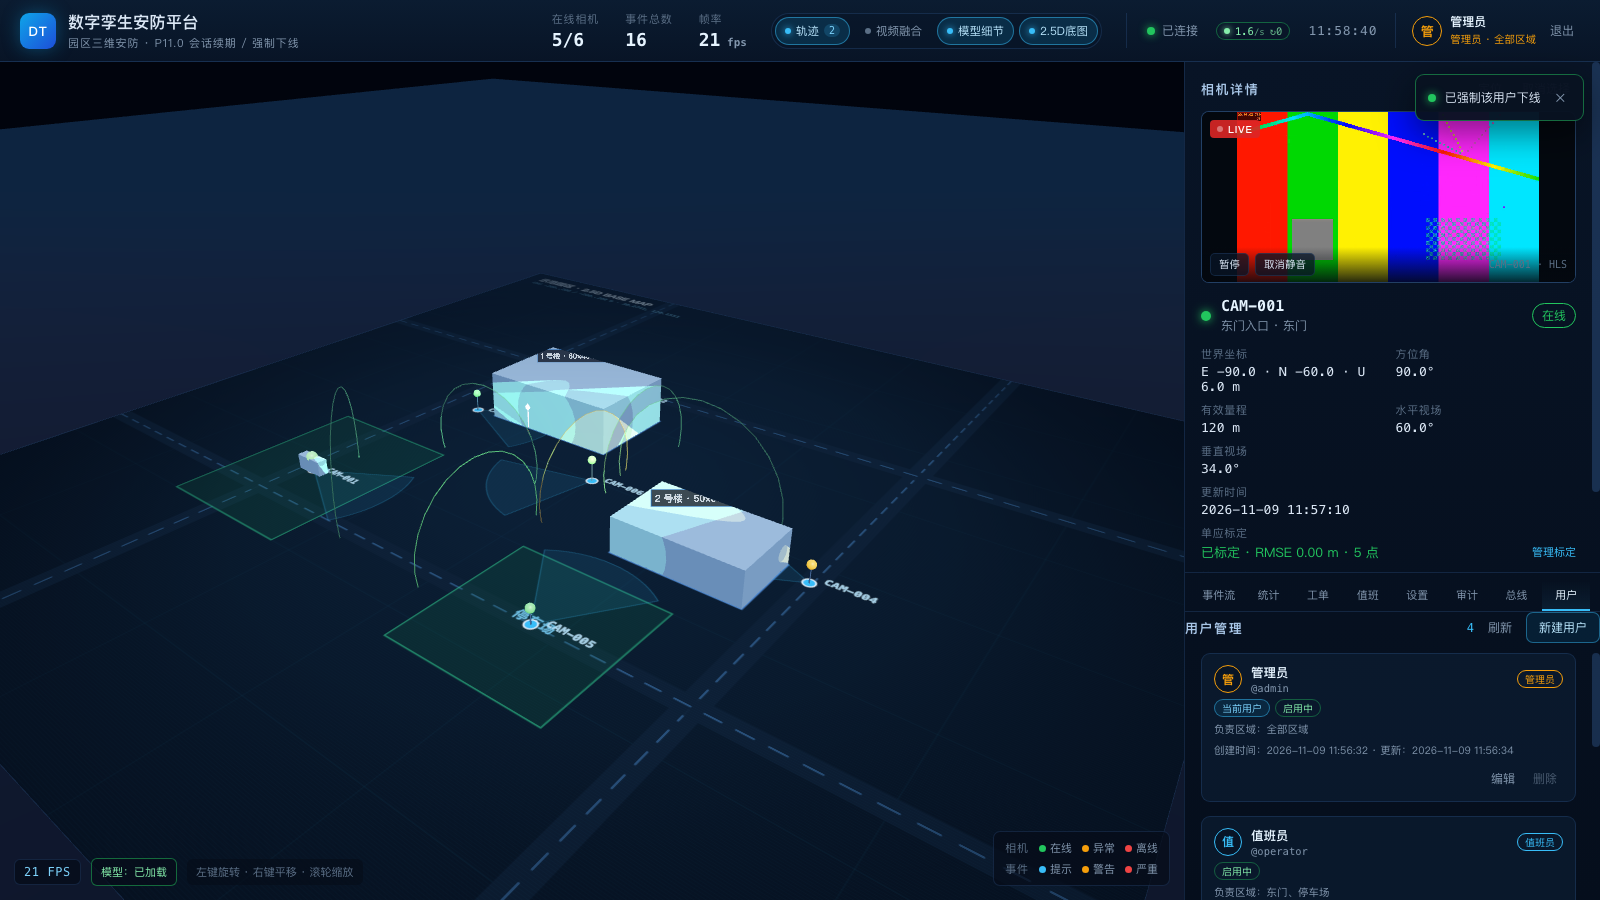 DT
数字孪生安防平台
园区三维安防 · P11.0 会话续期 / 强制下线
在线相机
5/6
事件总数
16
帧率
21 fps
轨迹 2
视频融合
模型细节
2.5D底图
已连接
1.6/s ↻0
11:58:40
管
管理员
管理员 · 全部区域
退出
相机详情
已强制该用户下线 ×
LIVE
暂停
取消静音
HLS
CAM-001
东门入口 · 东门
在线
世界坐标
E -90.0 · N -60.0 · U 6.0 m
方位角
90.0°
有效量程
120 m
水平视场
60.0°
垂直视场
34.0°
更新时间
2026-11-09 11:57:10
单应标定
已标定 · RMSE 0.00 m · 5 点
管理标定
事件流
统计
工单
值班
设置
审计
总线
用户
用户管理
4
刷新
新建用户
管
管理员
@admin
管理员
当前用户
启用中
负责区域: 全部区域
创建时间: 2026-11-09 11:56:32 · 更新: 2026-11-09 11:56:34
编辑
删除
值
值班员
@operator
值班员
启用中
负责区域: 东门、停车场
1号楼
2 号楼 · 50x
CAM-001
CAM-006
CAM-004
CAM-005
21 FPS
模型: 已加载
左键旋转 · 右键平移 · 滚轮缩放
相机
在线
异常
离线
事件
提示
警告
严重